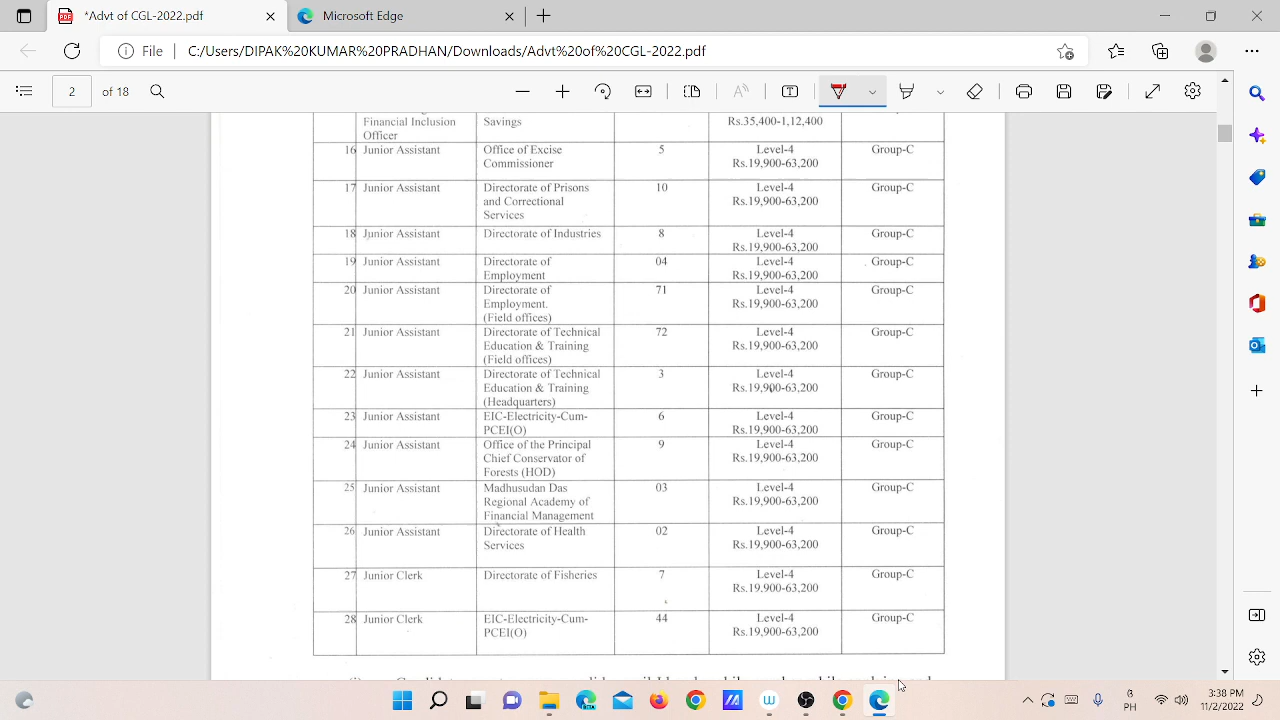 *Advt of CGL-2022.pdf
Microsoft Edge
File
C:/Users/DIPAK%20KUMAR%20PRADHAN/Downloads/Advt%20of%20CGL-2022.pdf
2 of 18
Financial Inclusion Savings Rs.35,400-1,12,400
Officer
16 Junior Assistant Office of Excise 5 Level-4 Group-C
Commissioner Rs.19,900-63,200
17 Junior Assistant Directorate of Prisons 10 Level-4 Group-C
and Correctional Rs.19,900-63,200
Services
18 Junior Assistant Directorate of Industries 8 Level-4 Group-C
Rs.19,900-63,200
19 Junior Assistant Directorate of 04 Level-4 Group-C
Employment Rs.19,900-63,200
20 Junior Assistant Directorate of 71 Level-4 Group-C
Employment. Rs.19,900-63,200
(Field offices)
21 Junior Assistant Directorate of Technical 72 Level-4 Group-C
Education & Training Rs.19,900-63,200
(Field offices)
22 Junior Assistant Directorate of Technical 3 Level-4 Group-C
Education & Training Rs.19,900-63,200
(Headquarters)
23 Junior Assistant EIC-Electricity-Cum- 6 Level-4 Group-C
PCEI(O) Rs.19,900-63,200
24 Junior Assistant Office of the Principal 9 Level-4 Group-C
Chief Conservator of Rs.19,900-63,200
Forests (HOD)
25 Junior Assistant Madhusudan Das 03 Level-4 Group-C
Regional Academy of Rs.19,900-63,200
Financial Management
26 Junior Assistant Directorate of Health 02 Level-4 Group-C
Services Rs.19,900-63,200
27 Junior Clerk Directorate of Fisheries 7 Level-4 Group-C
Rs.19,900-63,200
28 Junior Clerk EIC-Electricity-Cum- 44 Level-4 Group-C
PCEI(O) Rs.19,900-63,200
3:38 PM
11/2/2022